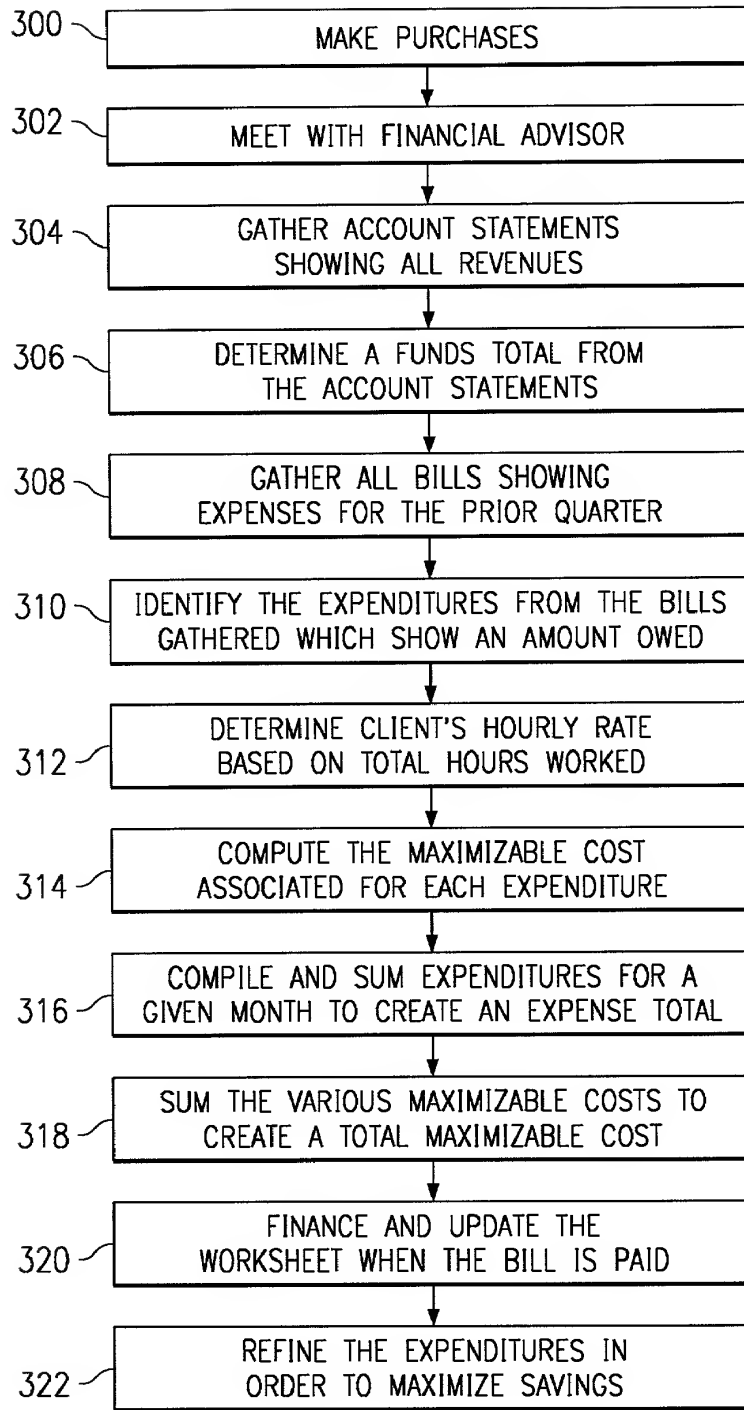 300
MAKE PURCHASES
302
MEET WITH FINANCIAL ADVISOR
304
GATHER ACCOUNT STATEMENTS
SHOWING ALL REVENUES
306
DETERMINE A FUNDS TOTAL FROM
THE ACCOUNT STATEMENTS
308
GATHER ALL BILLS SHOWING
EXPENSES FOR THE PRIOR QUARTER
310
IDENTIFY THE EXPENDITURES FROM THE BILLS
GATHERED WHICH SHOW AN AMOUNT OWED
312
DETERMINE CLIENT'S HOURLY RATE
BASED ON TOTAL HOURS WORKED
314
COMPUTE THE MAXIMIZABLE COST
ASSOCIATED FOR EACH EXPENDITURE
316
COMPILE AND SUM EXPENDITURES FOR A
GIVEN MONTH TO CREATE AN EXPENSE TOTAL
318
SUM THE VARIOUS MAXIMIZABLE COSTS TO
CREATE A TOTAL MAXIMIZABLE COST
320
FINANCE AND UPDATE THE
WORKSHEET WHEN THE BILL IS PAID
322
REFINE THE EXPENDITURES IN
ORDER TO MAXIMIZE SAVINGS